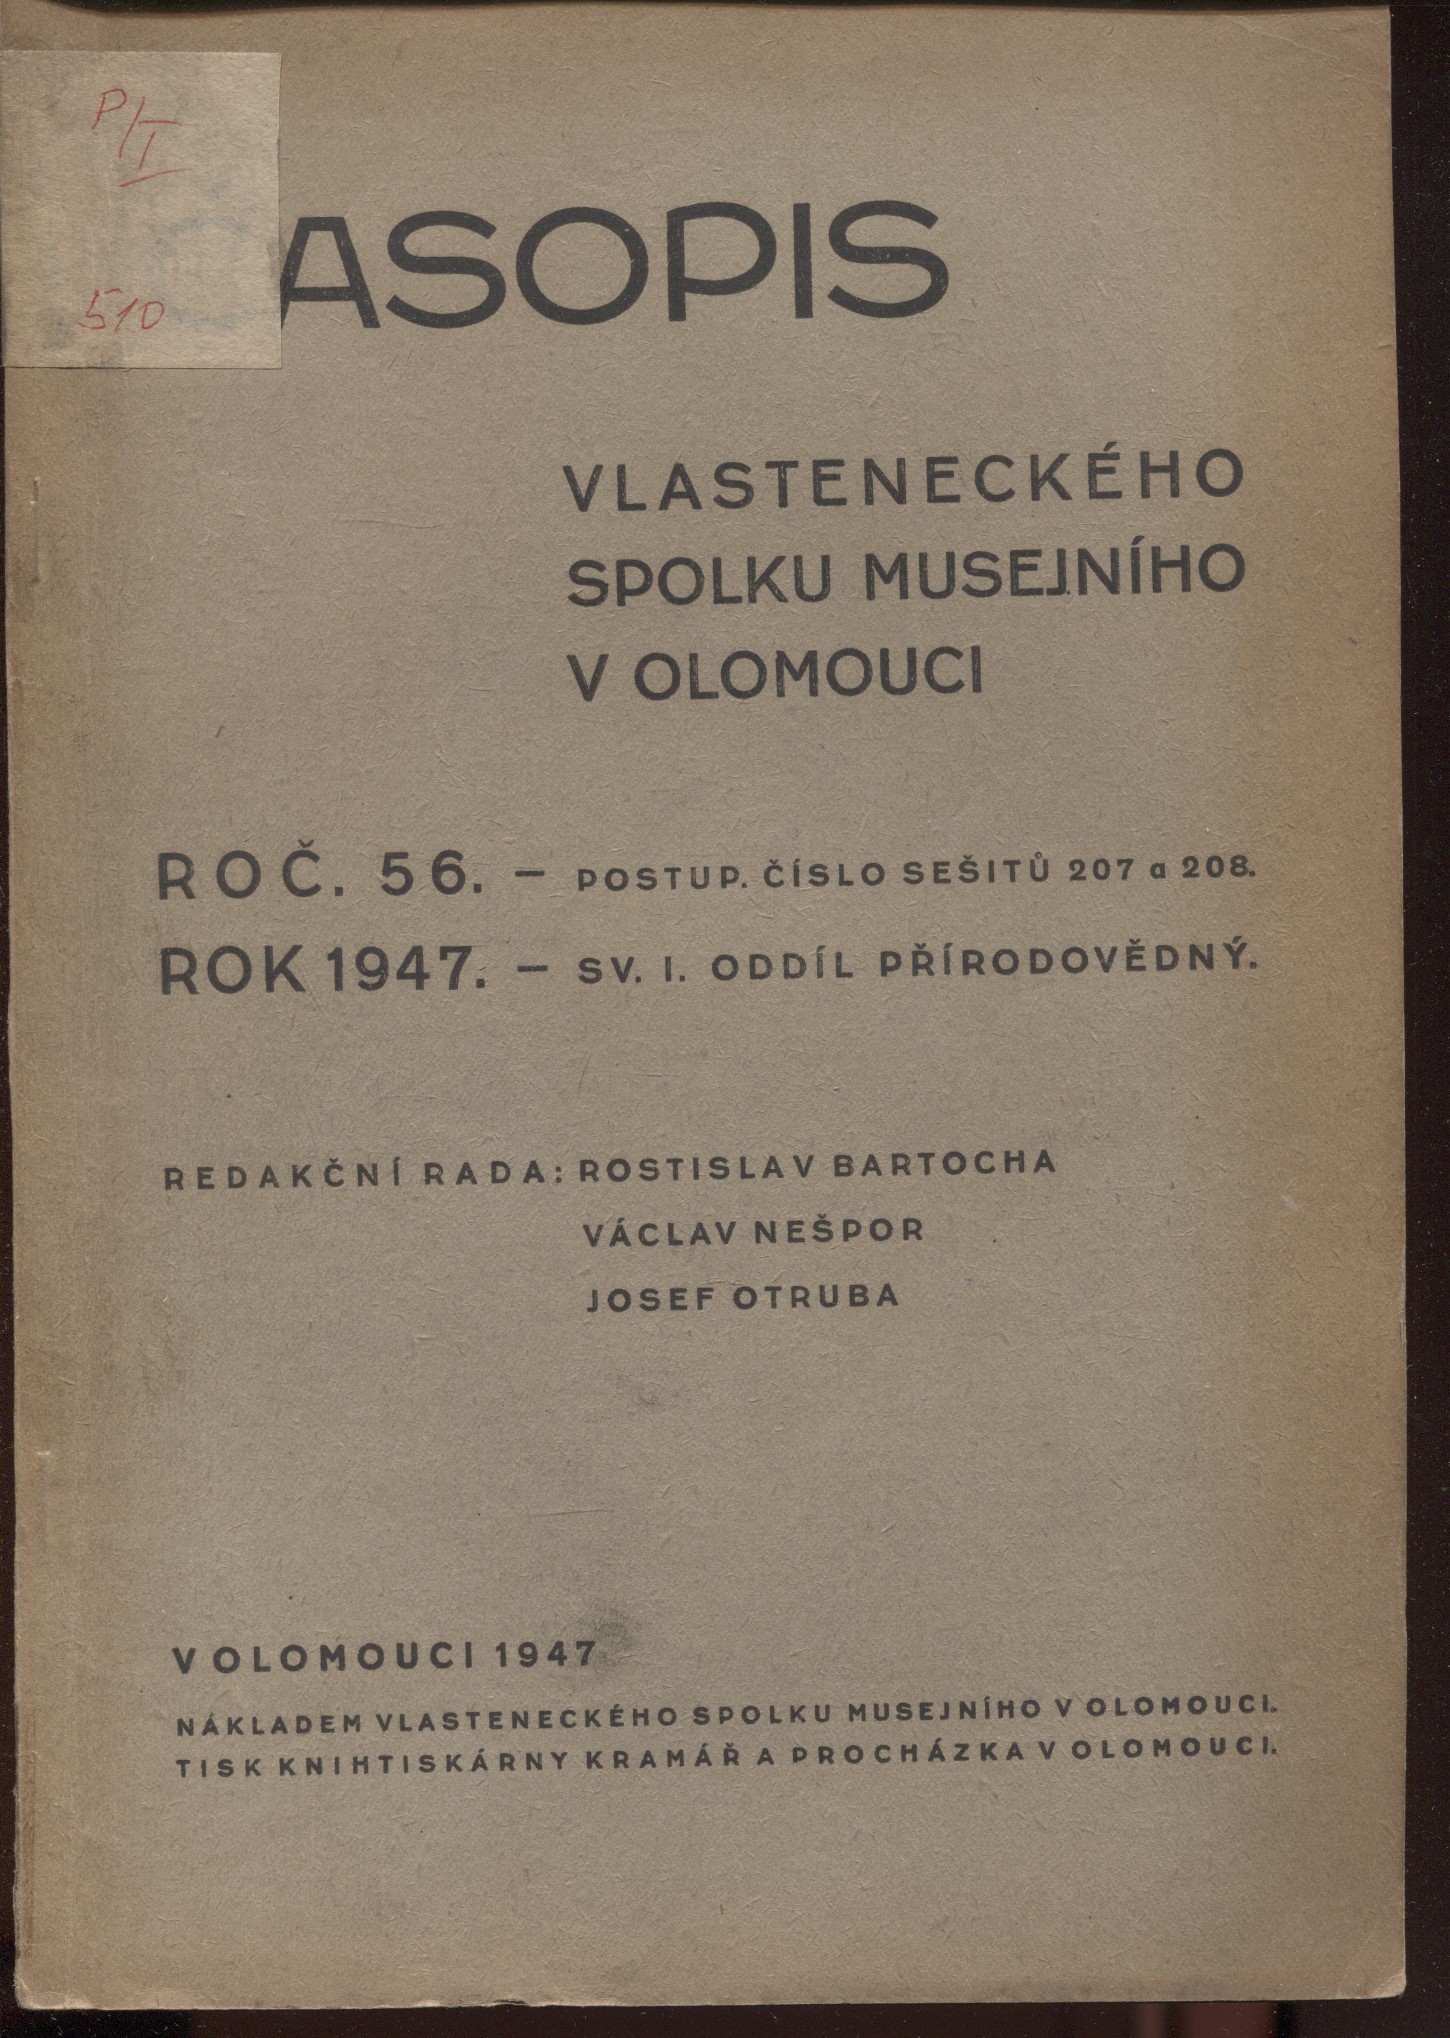 P/I
510
ČASOPIS
VLASTENECKÉHO
SPOLKU MUSEJNÍHO
V OLOMOUCI
ROČ. 56. — POSTUP. ČÍSLO SEŠITŮ 207 a 208.
ROK 1947. — SV. I. ODDÍL PŘÍRODOVĚDNÝ.
REDAKČNÍ RADA: ROSTISLAV BARTOCHA
VÁCLAV NEŠPOR
JOSEF OTRUBA
V OLOMOUCI 1947
NÁKLADEM VLASTENECKÉHO SPOLKU MUSEJNÍHO V OLOMOUCI.
TISK KNIHTISKÁRNY KRAMÁŘ A PROCHÁZKA V OLOMOUCI.